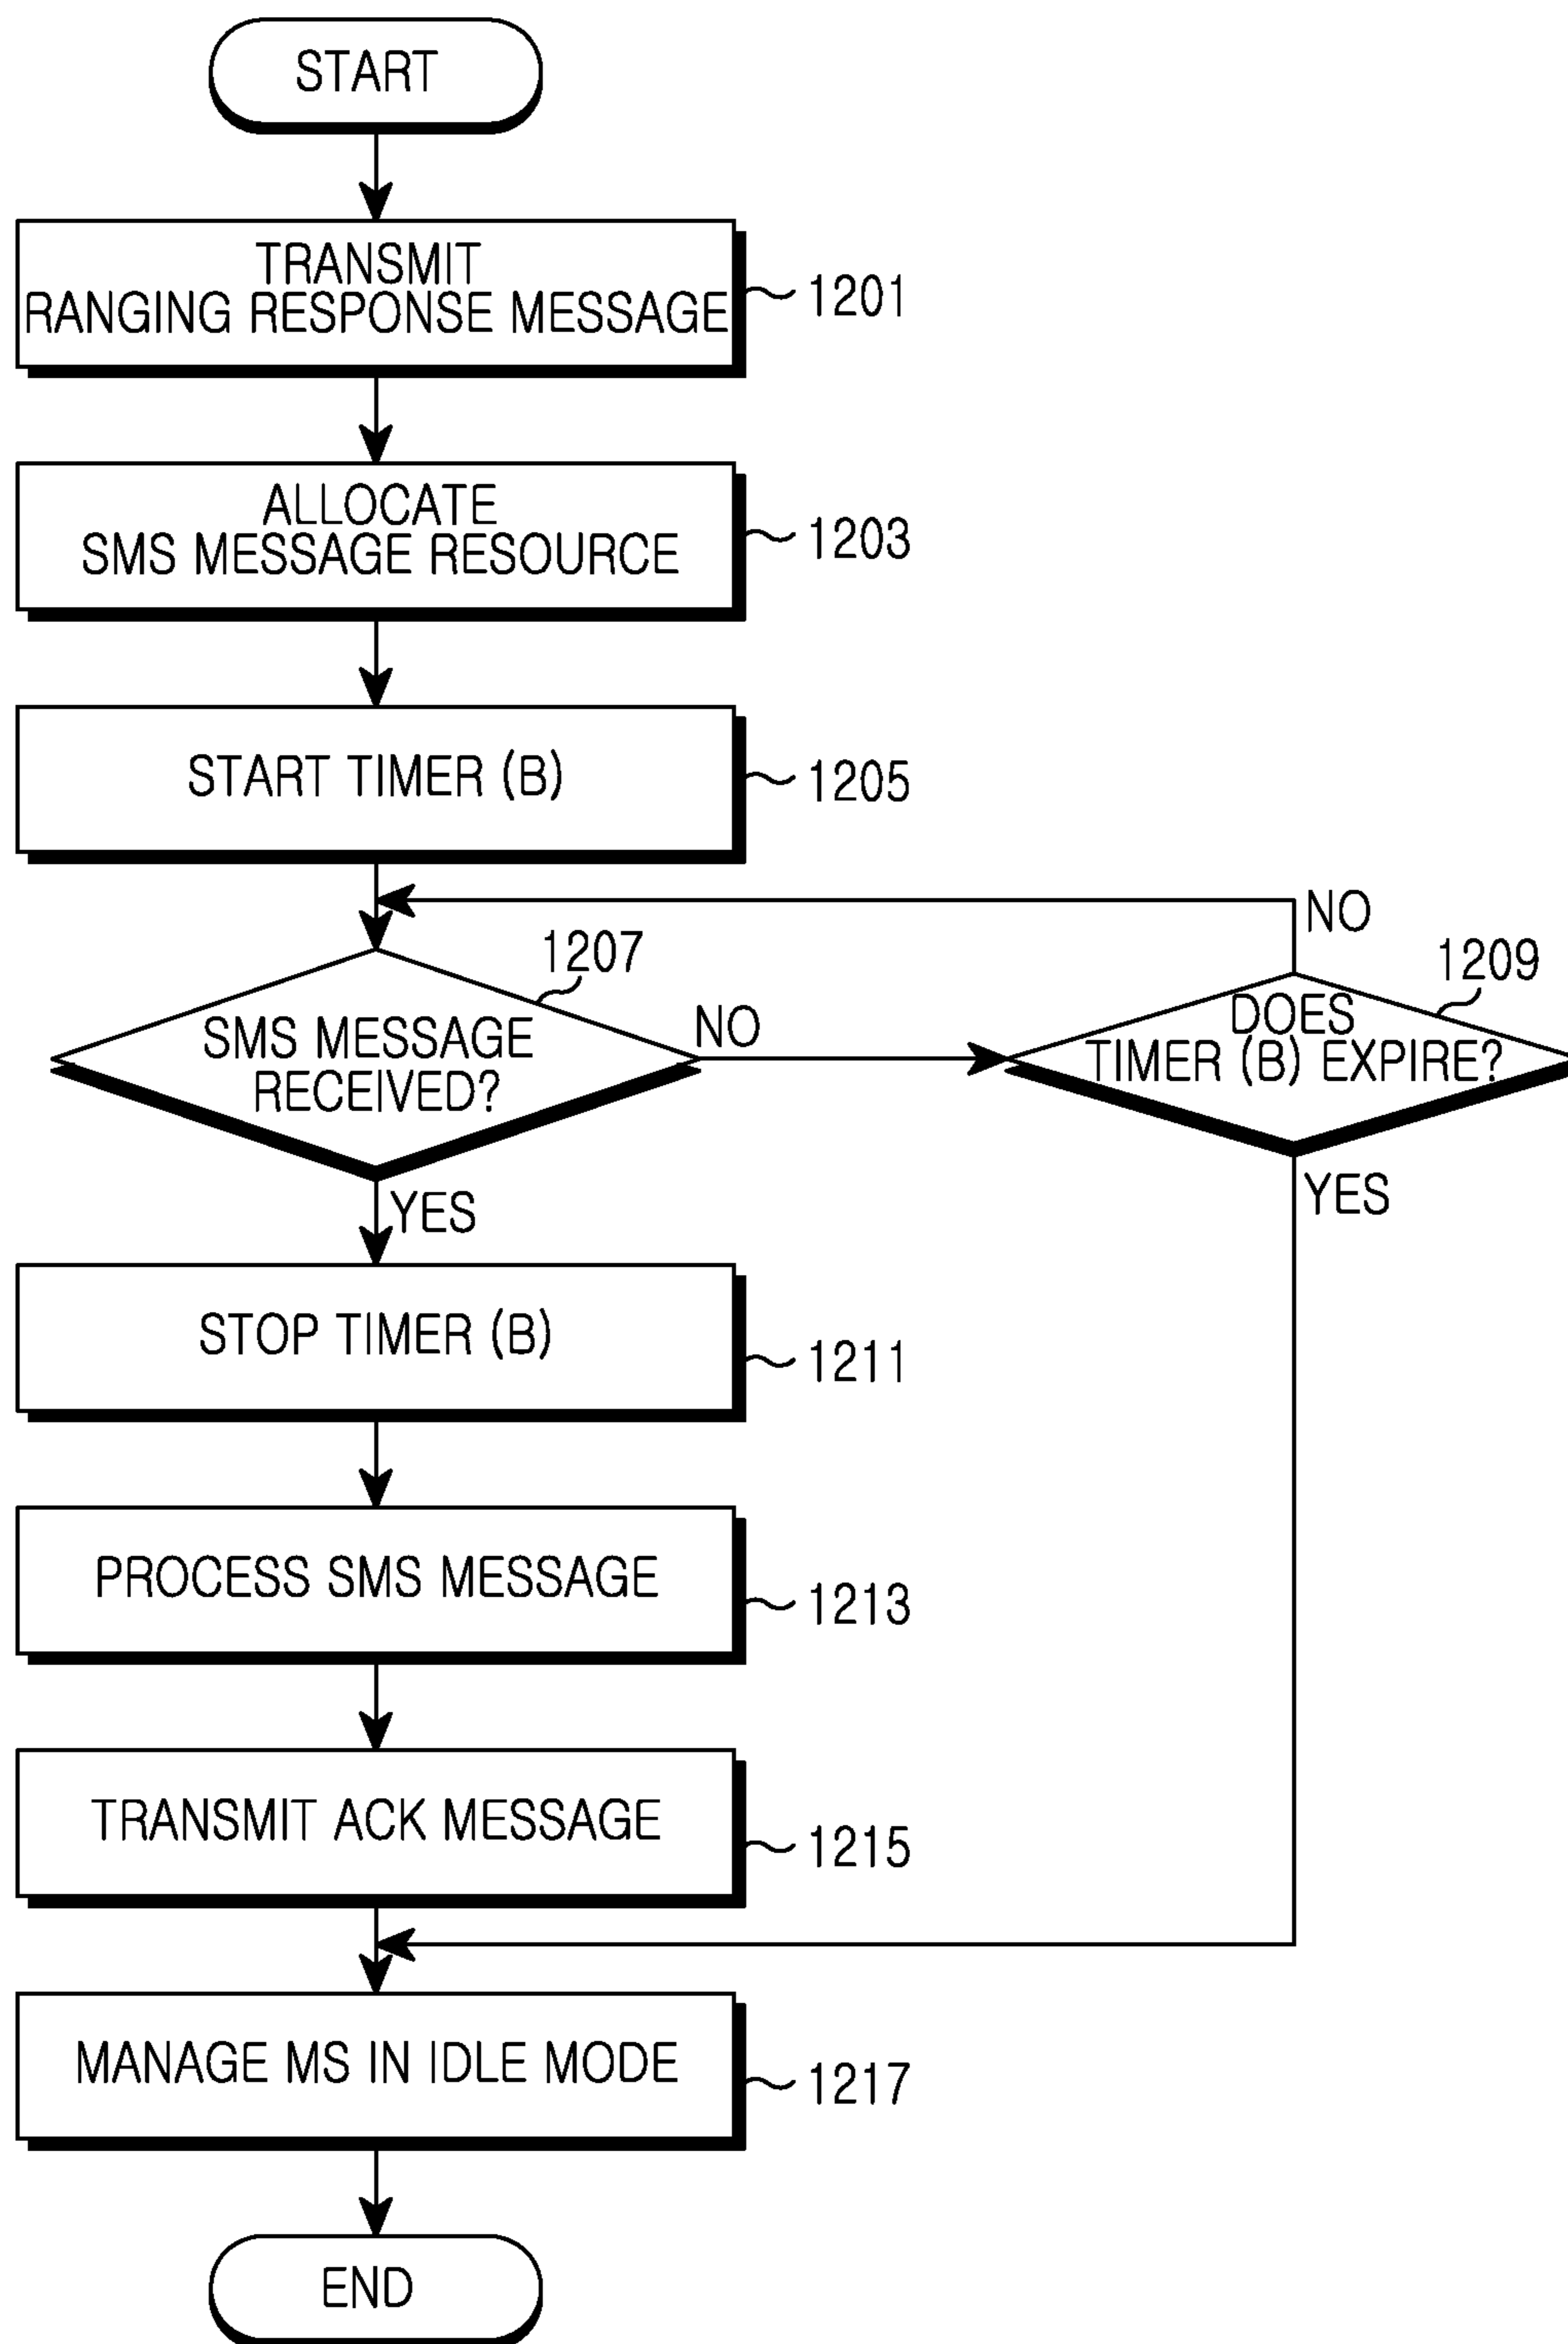 START
TRANSMIT
RANGING RESPONSE MESSAGE
1201
ALLOCATE
SMS MESSAGE RESOURCE
1203
START TIMER (B)
1205
NO
1207
1209
SMS MESSAGE
RECEIVED?
NO
DOES
TIMER (B) EXPIRE?
YES
YES
STOP TIMER (B)
1211
PROCESS SMS MESSAGE
1213
TRANSMIT ACK MESSAGE
1215
MANAGE MS IN IDLE MODE
1217
END